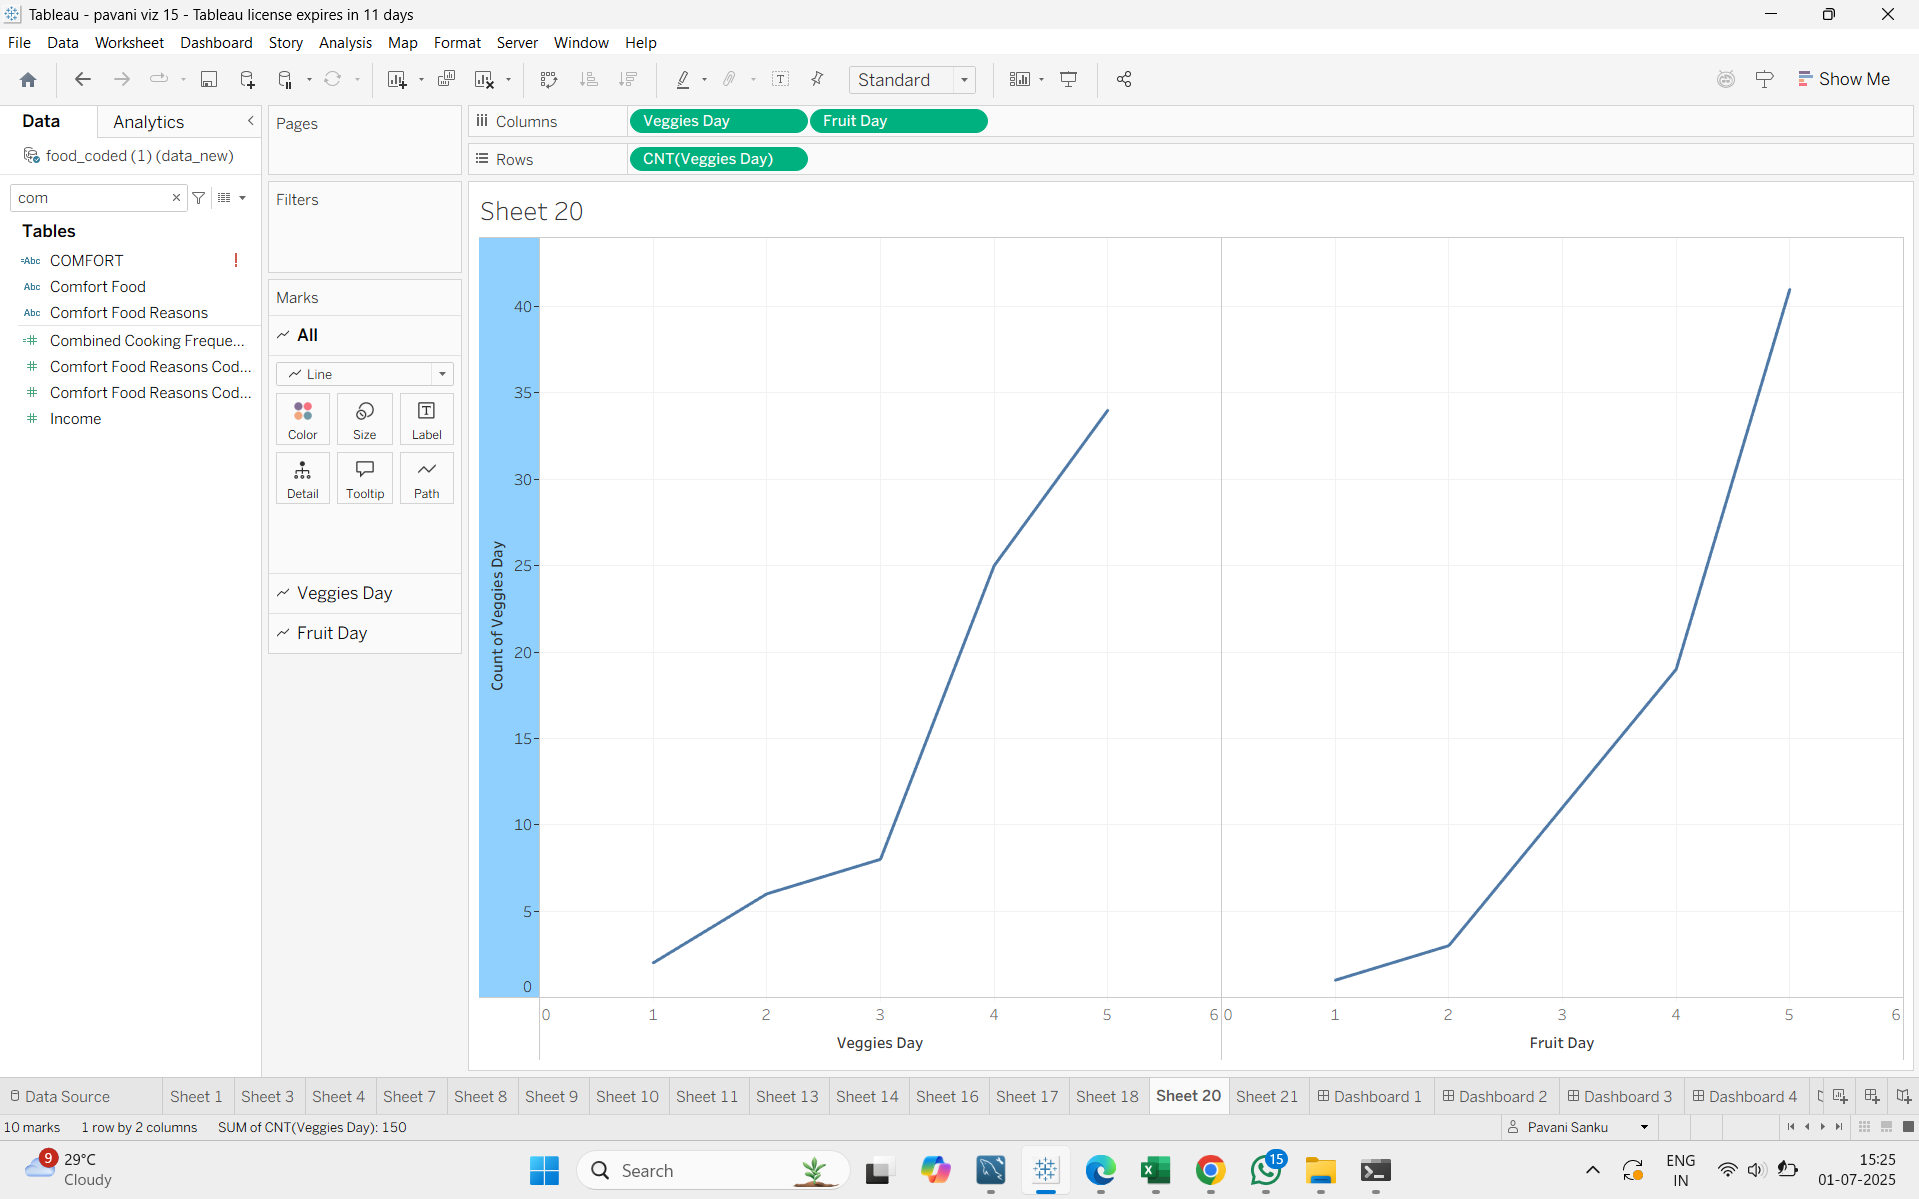 Tableau - pavani viz 15 - Tableau license expires in 11 days
File Data Worksheet Dashboard Story Analysis Map Format Server Window Help
Standard
Show Me
Data
Analytics
food_coded (1) (data_new)
com
Tables
=Abc COMFORT !
Abc Comfort Food
Abc Comfort Food Reasons
Combined Cooking Freque...
Comfort Food Reasons Cod...
Comfort Food Reasons Cod...
Income
Pages
Filters
Marks
All
Line
Color Size Label
Detail Tooltip Path
Veggies Day
Fruit Day
Columns Veggies Day Fruit Day
Rows CNT(Veggies Day)
Sheet 20
Count of Veggies Day
40
35
30
25
20
15
10
5
0
0 1 2 3 4 5 6 0 1 2 3 4 5 6
Veggies Day Fruit Day
Data Source Sheet 1 Sheet 3 Sheet 4 Sheet 7 Sheet 8 Sheet 9 Sheet 10 Sheet 11 Sheet 13 Sheet 14 Sheet 16 Sheet 17 Sheet 18 Sheet 20 Sheet 21 Dashboard 1 Dashboard 2 Dashboard 3 Dashboard 4
10 marks 1 row by 2 columns SUM of CNT(Veggies Day): 150 Pavani Sanku
9
29°C
Cloudy
Search
15
ENG
IN
15:25
01-07-2025